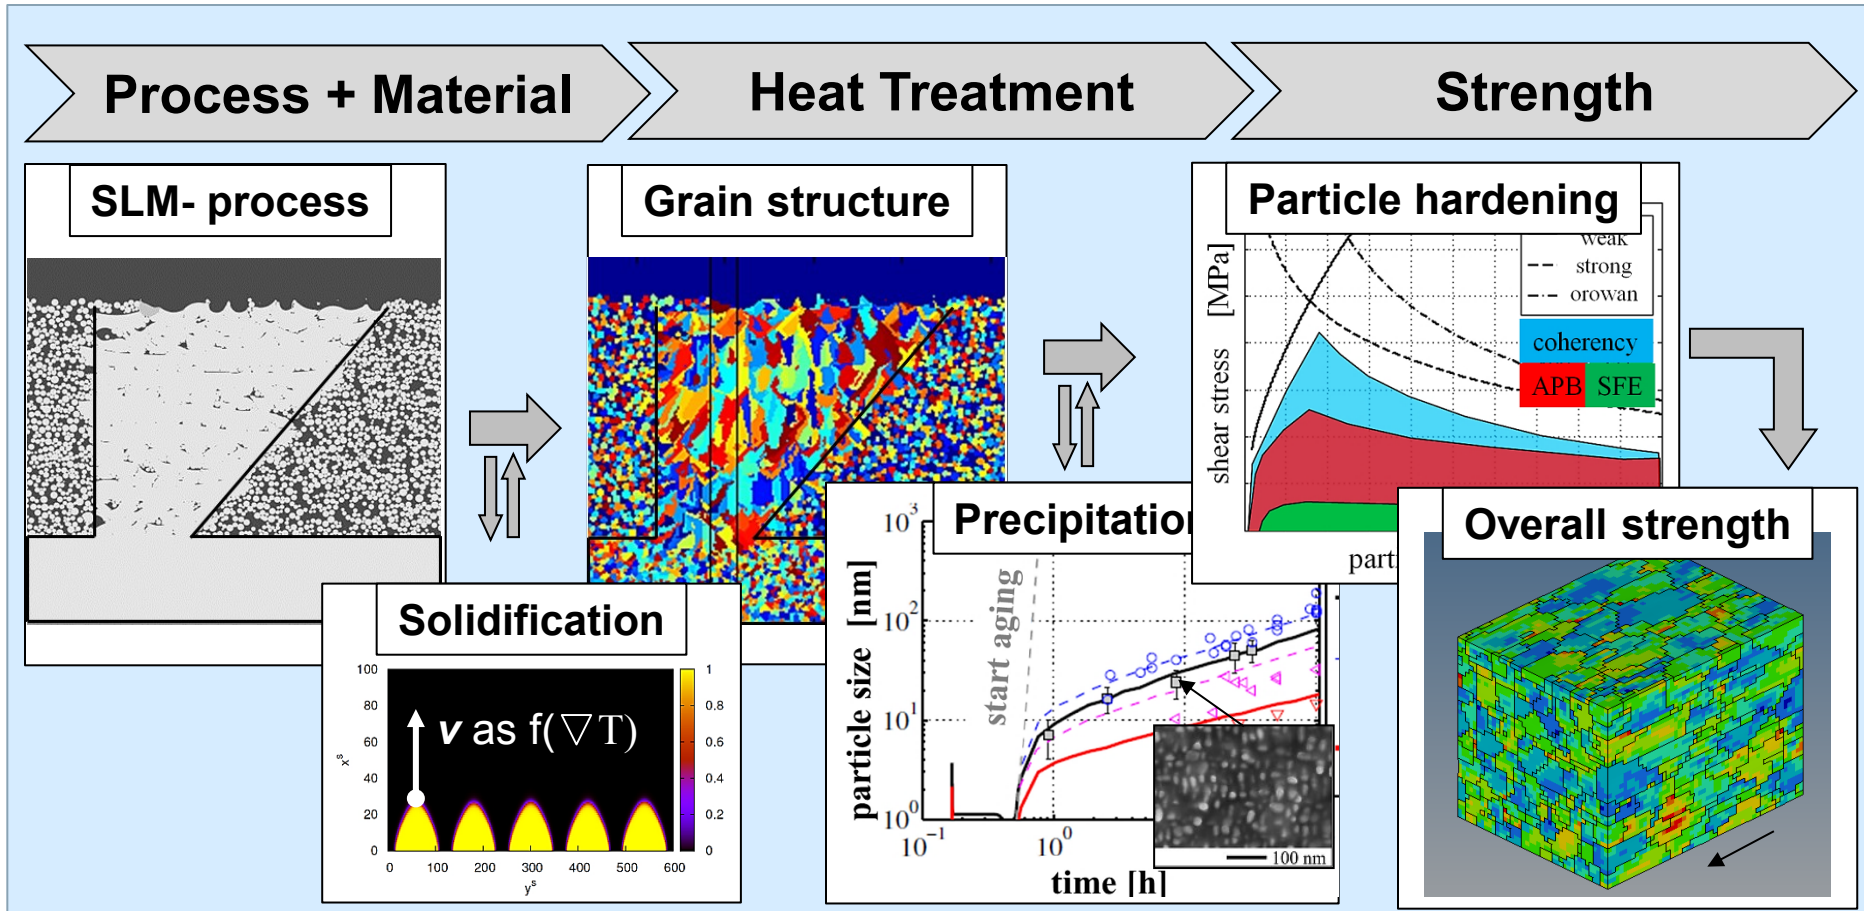 Process + Material
Heat Treatment
Strength
SLM- process
Grain structure
Particle hardening
shear stress [MPa]
weak
strong
orowan
coherency
APB SFE
Solidification
100
80
60
40
20
0
xˢ
v as f(∇T)
1
0.8
0.6
0.4
0.2
0
0 100 200 300 400 500 600
yˢ
particle size [nm]
10³
10²
10¹
10⁰
start aging
10⁻¹ 10⁰
100 nm
time [h]
Overall strength